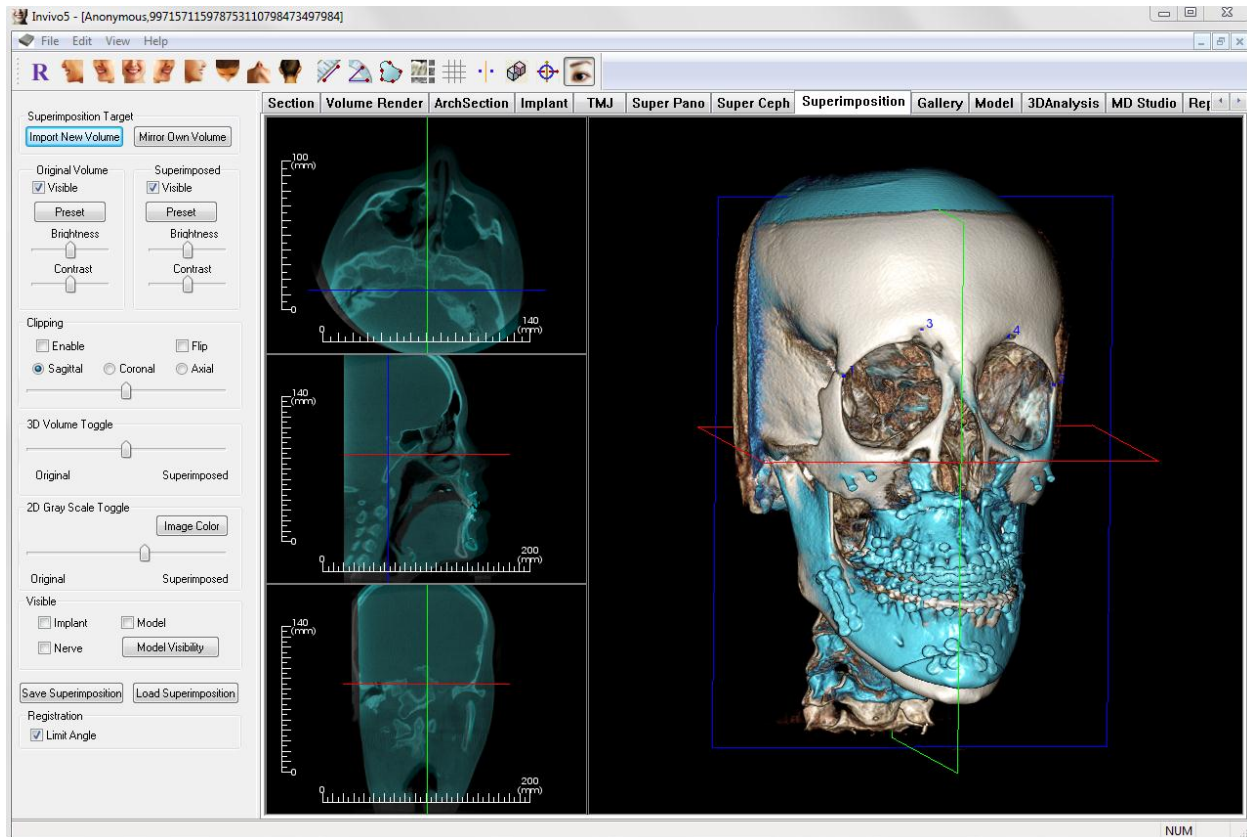 Invivo5 - [Anonymous,997157115978753110798473497984]
File Edit View Help
R
Section Volume Render ArchSection Implant TMJ Super Pano Super Ceph Superimposition Gallery Model 3DAnalysis MD Studio Rep
Superimposition Target
Import New Volume Mirror Own Volume
Original Volume Superimposed
Visible Visible
Preset Preset
Brightness Brightness
Contrast Contrast
Clipping
Enable Flip
Sagittal Coronal Axial
3D Volume Toggle
Original Superimposed
2D Gray Scale Toggle
Image Color
Original Superimposed
Visible
Implant Model
Nerve Model Visibility
Save Superimposition Load Superimposition
Registration
Limit Angle
100
(mm)
0
0 140
(mm)
140
(mm)
0
0 200
(mm)
140
(mm)
0
0 200
(mm)
3
4
NUM